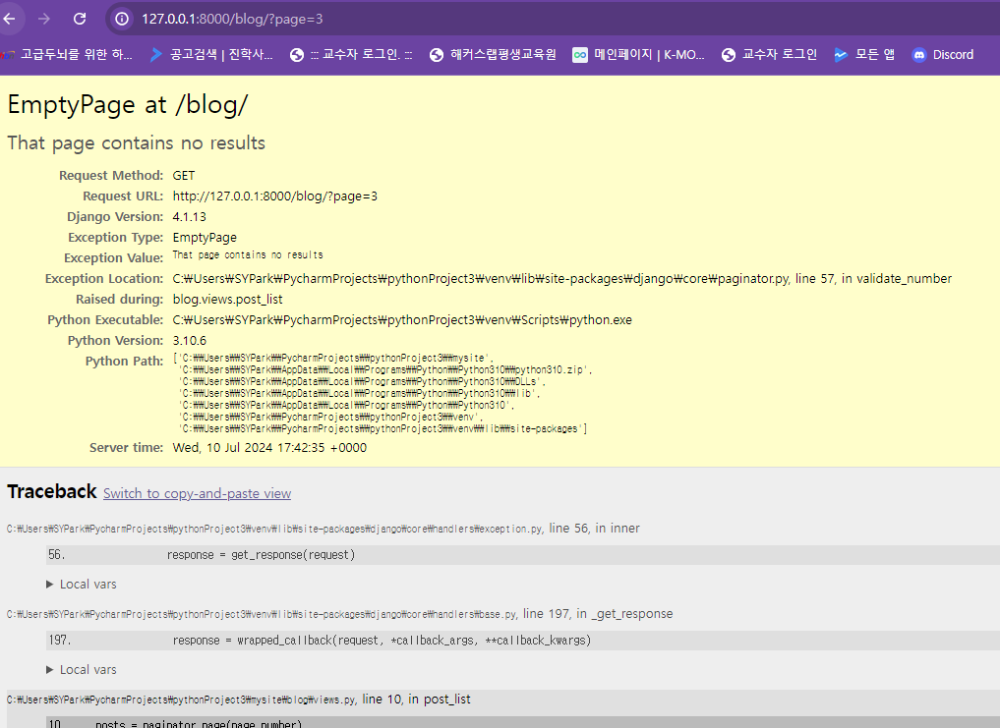 127.0.0.1:8000/blog/?page=3
고급두뇌를 위한 하... 공고검색 | 진학사... ::: 교수자 로그인. ::: 해커스랩평생교육원 메인페이지 | K-MO... 교수자 로그인 모든 앱 Discord
EmptyPage at /blog/
That page contains no results
Request Method: GET
Request URL: http://127.0.0.1:8000/blog/?page=3
Django Version: 4.1.13
Exception Type: EmptyPage
Exception Value: That page contains no results
Exception Location: C:₩Users₩SYPark₩PycharmProjects₩pythonProject3₩venv₩lib₩site-packages₩django₩core₩paginator.py, line 57, in validate_number
Raised during: blog.views.post_list
Python Executable: C:₩Users₩SYPark₩PycharmProjects₩pythonProject3₩venv₩Scripts₩python.exe
Python Version: 3.10.6
Python Path: ['C:₩₩Users₩₩SYPark₩₩PycharmProjects₩₩pythonProject3₩₩mysite',
'C:₩₩Users₩₩SYPark₩₩AppData₩₩Local₩₩Programs₩₩Python₩₩Python310₩₩python310.zip',
'C:₩₩Users₩₩SYPark₩₩AppData₩₩Local₩₩Programs₩₩Python₩₩Python310₩₩DLLs',
'C:₩₩Users₩₩SYPark₩₩AppData₩₩Local₩₩Programs₩₩Python₩₩Python310₩₩lib',
'C:₩₩Users₩₩SYPark₩₩AppData₩₩Local₩₩Programs₩₩Python₩₩Python310',
'C:₩₩Users₩₩SYPark₩₩PycharmProjects₩₩pythonProject3₩₩venv',
'C:₩₩Users₩₩SYPark₩₩PycharmProjects₩₩pythonProject3₩₩venv₩₩lib₩₩site-packages']
Server time: Wed, 10 Jul 2024 17:42:35 +0000
Traceback Switch to copy-and-paste view
C:₩Users₩SYPark₩PycharmProjects₩pythonProject3₩venv₩lib₩site-packages₩django₩core₩handlers₩exception.py, line 56, in inner
56. response = get_response(request)
▶ Local vars
C:₩Users₩SYPark₩PycharmProjects₩pythonProject3₩venv₩lib₩site-packages₩django₩core₩handlers₩base.py, line 197, in _get_response
197. response = wrapped_callback(request, *callback_args, **callback_kwargs)
▶ Local vars
C:₩Users₩SYPark₩PycharmProjects₩pythonProject3₩mysite₩blog₩views.py, line 10, in post_list
10. posts = paginator.page(page_number)